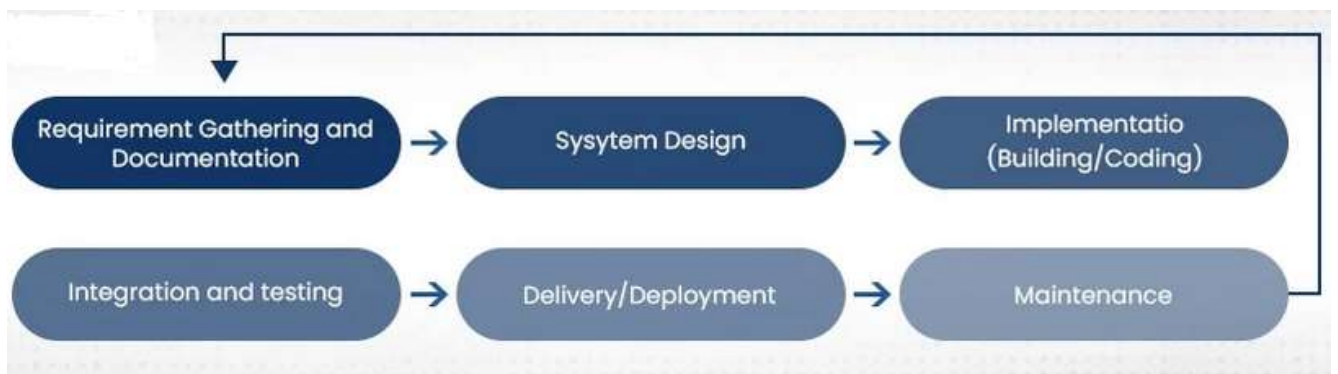 Requirement Gathering and
Documentation
Sysytem Design
Implementatio
(Building/Coding)
Integration and testing
Delivery/Deployment
Maintenance